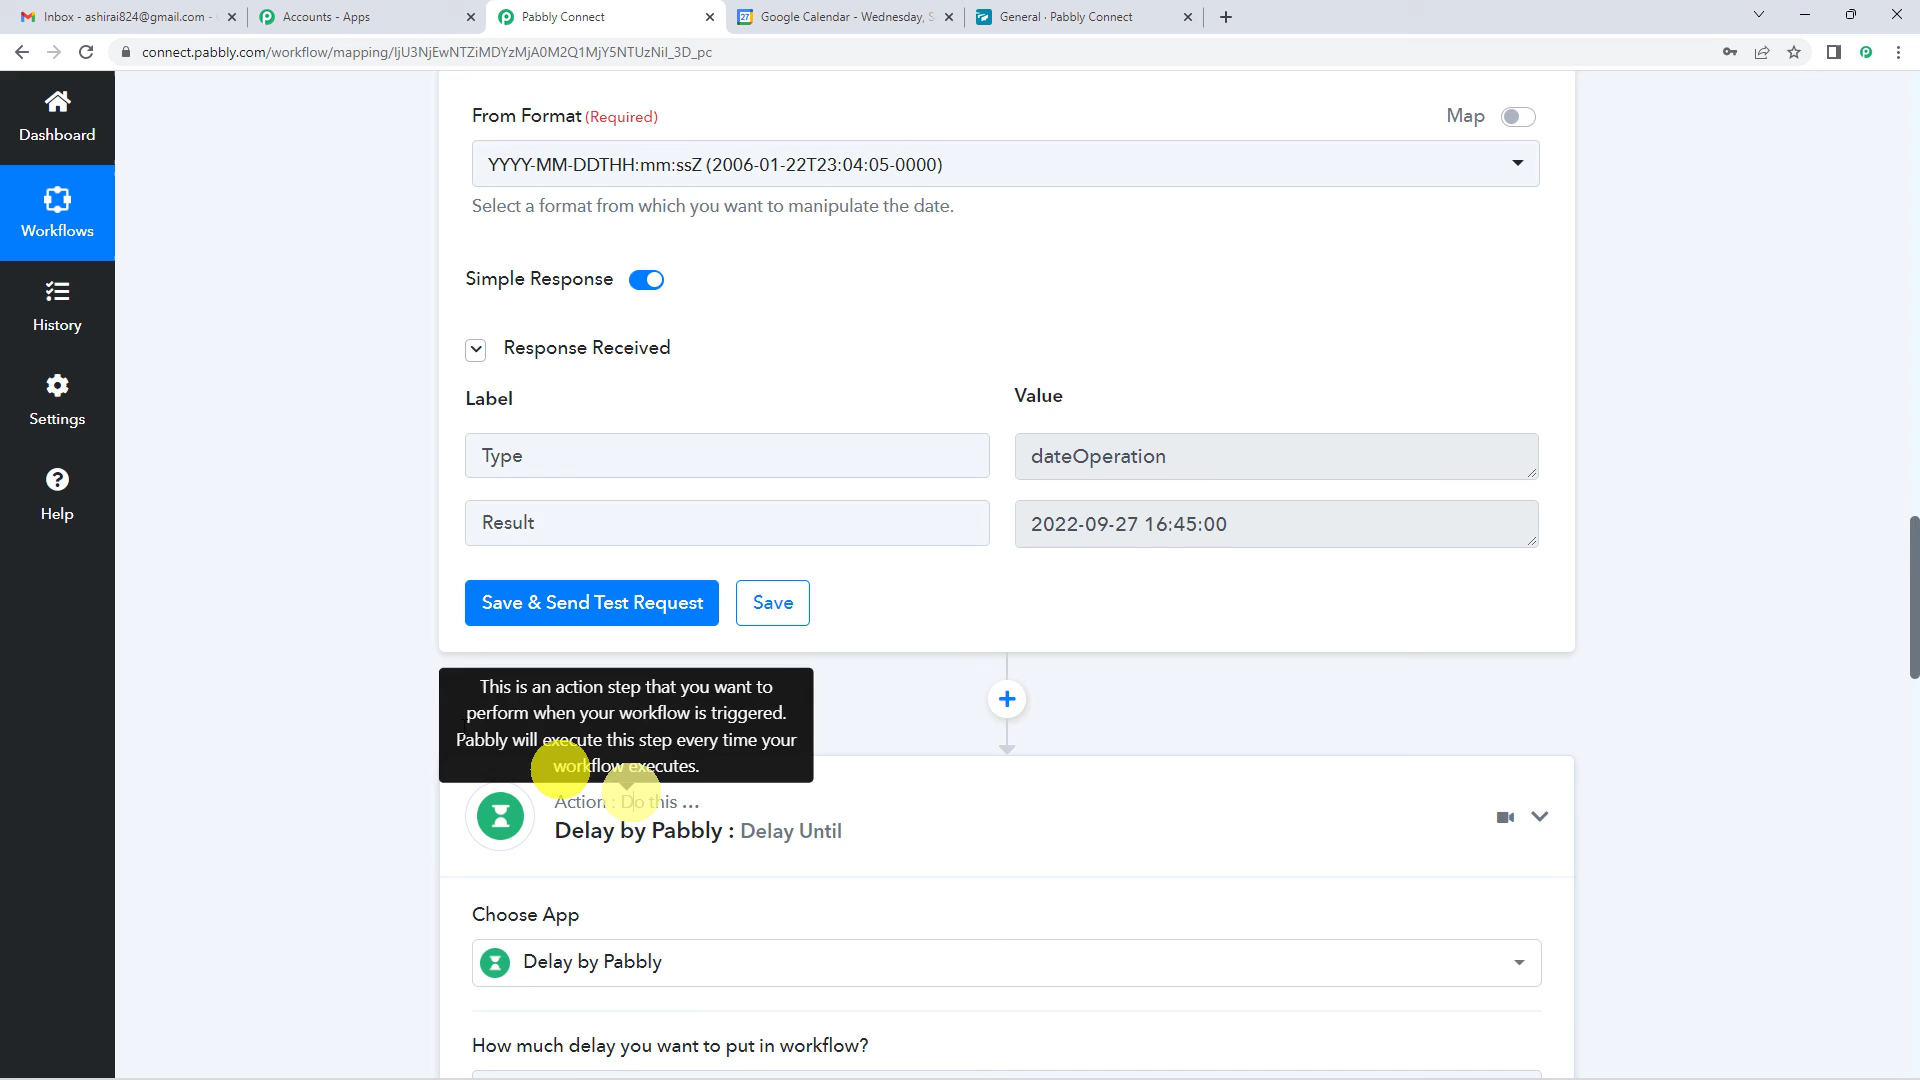 Inbox - ashirai824@gmail.com -
Accounts - Apps
Pabbly Connect
Google Calendar - Wednesday, S
General · Pabbly Connect
connect.pabbly.com/workflow/mapping/IjU3NjEwNTZiMDYzMjA0M2Q1MjY5NTUzNiI_3D_pc
Dashboard
Workflows
History
Settings
Help
From Format (Required)
Map
YYYY-MM-DDTHH:mm:ssZ (2006-01-22T23:04:05-0000)
Select a format from which you want to manipulate the date.
Simple Response
Response Received
Label
Value
Type
dateOperation
Result
2022-09-27 16:45:00
Save & Send Test Request
Save
This is an action step that you want to
perform when your workflow is triggered.
Pabbly will execute this step every time your
workflow executes.
Action : Do this ...
Delay by Pabbly : Delay Until
Choose App
Delay by Pabbly
How much delay you want to put in workflow?